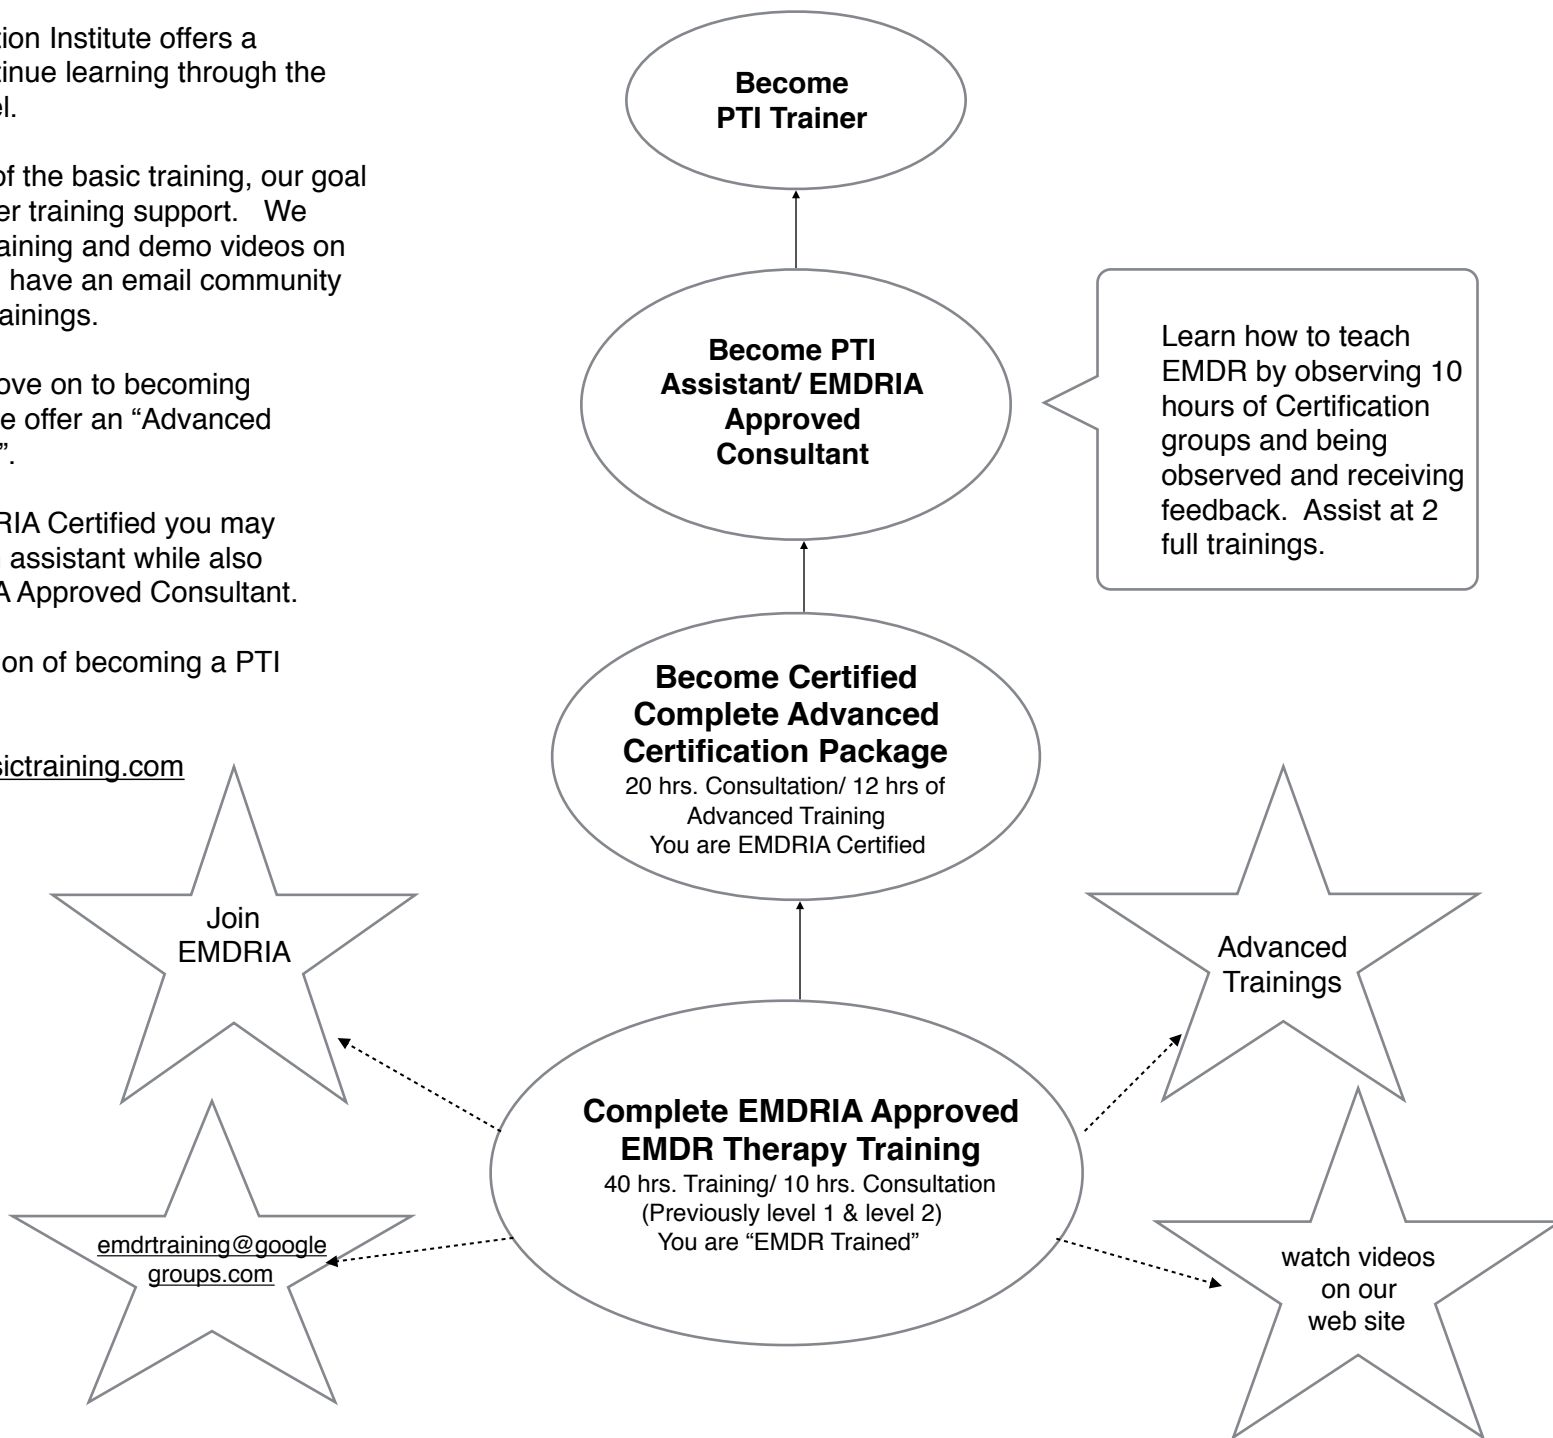 tion Institute offers a
tinue learning through the
el.
of the basic training, our goal
er training support.   We
aining and demo videos on
have an email community
ainings.
ove on to becoming
e offer an “Advanced
”.
RIA Certified you may
assistant while also
A Approved Consultant.
on of becoming a PTI
sictraining.com
Become
PTI Trainer
Become PTI
Assistant/ EMDRIA
Approved
Consultant
Learn how to teach
EMDR by observing 10
hours of Certification
groups and being
observed and receiving
feedback.  Assist at 2
full trainings.
Become Certified
Complete Advanced
Certification Package
20 hrs. Consultation/ 12 hrs of
Advanced Training
You are EMDRIA Certified
Join
EMDRIA
Advanced
Trainings
Complete EMDRIA Approved
EMDR Therapy Training
40 hrs. Training/ 10 hrs. Consultation
(Previously level 1 & level 2)
You are “EMDR Trained”
emdrtraining@google
groups.com
watch videos
on our
web site